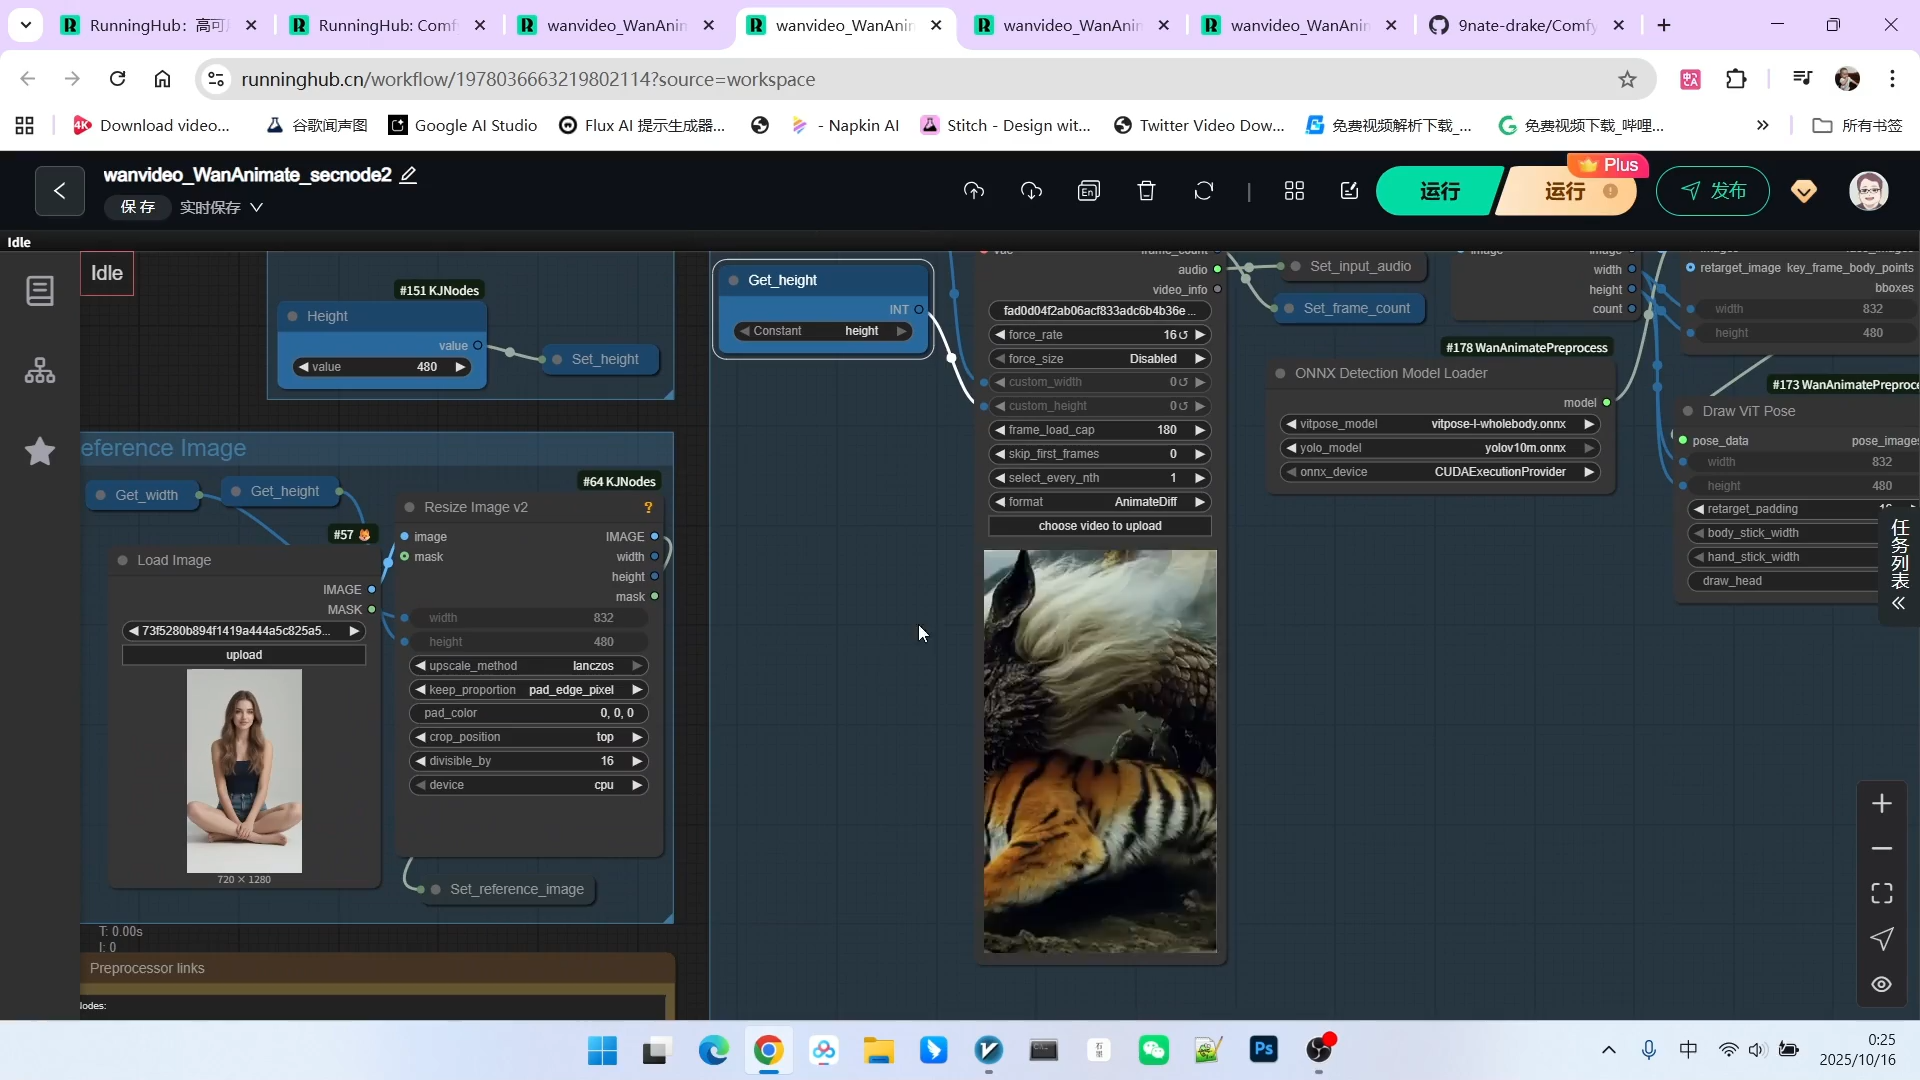 RunningHub：高可
RunningHub: Comf
wanvideo_WanAnin
wanvideo_WanAnin
wanvideo_WanAnin
wanvideo_WanAnin
9nate-drake/Comfy
runninghub.cn/workflow/1978036663219802114?source=workspace
Download video...
谷歌闻声图
Google AI Studio
Flux AI 提示生成器...
- Napkin AI
Stitch - Design wit...
Twitter Video Dow...
免费视频解析下载_...
免费视频下载_哔哩...
所有书签
wanvideo_WanAnimate_secnode2
保 存
实时保存
En
运行
运行
Plus
发布
Idle
Idle
#151 KJNodes
Height
value
value 480
Set_height
Get_height
INT
Constant height
audio
video_info
fad0d04f2ab06acf833adc6b4b36e ...
force_rate 16
force_size Disabled
custom_width 0
custom_height 0
frame_load_cap 180
skip_first_frames 0
select_every_nth 1
format AnimateDiff
choose video to upload
Set_input_audio
Set_frame_count
width
height
count
#178 WanAnimatePreprocess
ONNX Detection Model Loader
model
vitpose_model vitpose-l-wholebody.onnx
yolo_model yolov10m.onnx
onnx_device CUDAExecutionProvider
retarget_image key_frame_body_points
bboxes
width 832
height 480
#173 WanAnimatePreproce
Draw ViT Pose
pose_data pose_images
width 832
height 480
retarget_padding
body_stick_width
hand_stick_width
draw_head
任务列表
eference Image
Get_width
Get_height
#57
Load Image
IMAGE
MASK
73f5280b894f1419a444a5c825a5...
upload
720 × 1280
#64 KJNodes
Resize Image v2 ?
image IMAGE
mask width
height
mask
width 832
height 480
upscale_method lanczos
keep_proportion pad_edge_pixel
pad_color 0, 0, 0
crop_position top
divisible_by 16
device cpu
Set_reference_image
T: 0.00s
I: 0
Preprocessor links
Nodes:
中
0:25
2025/10/16